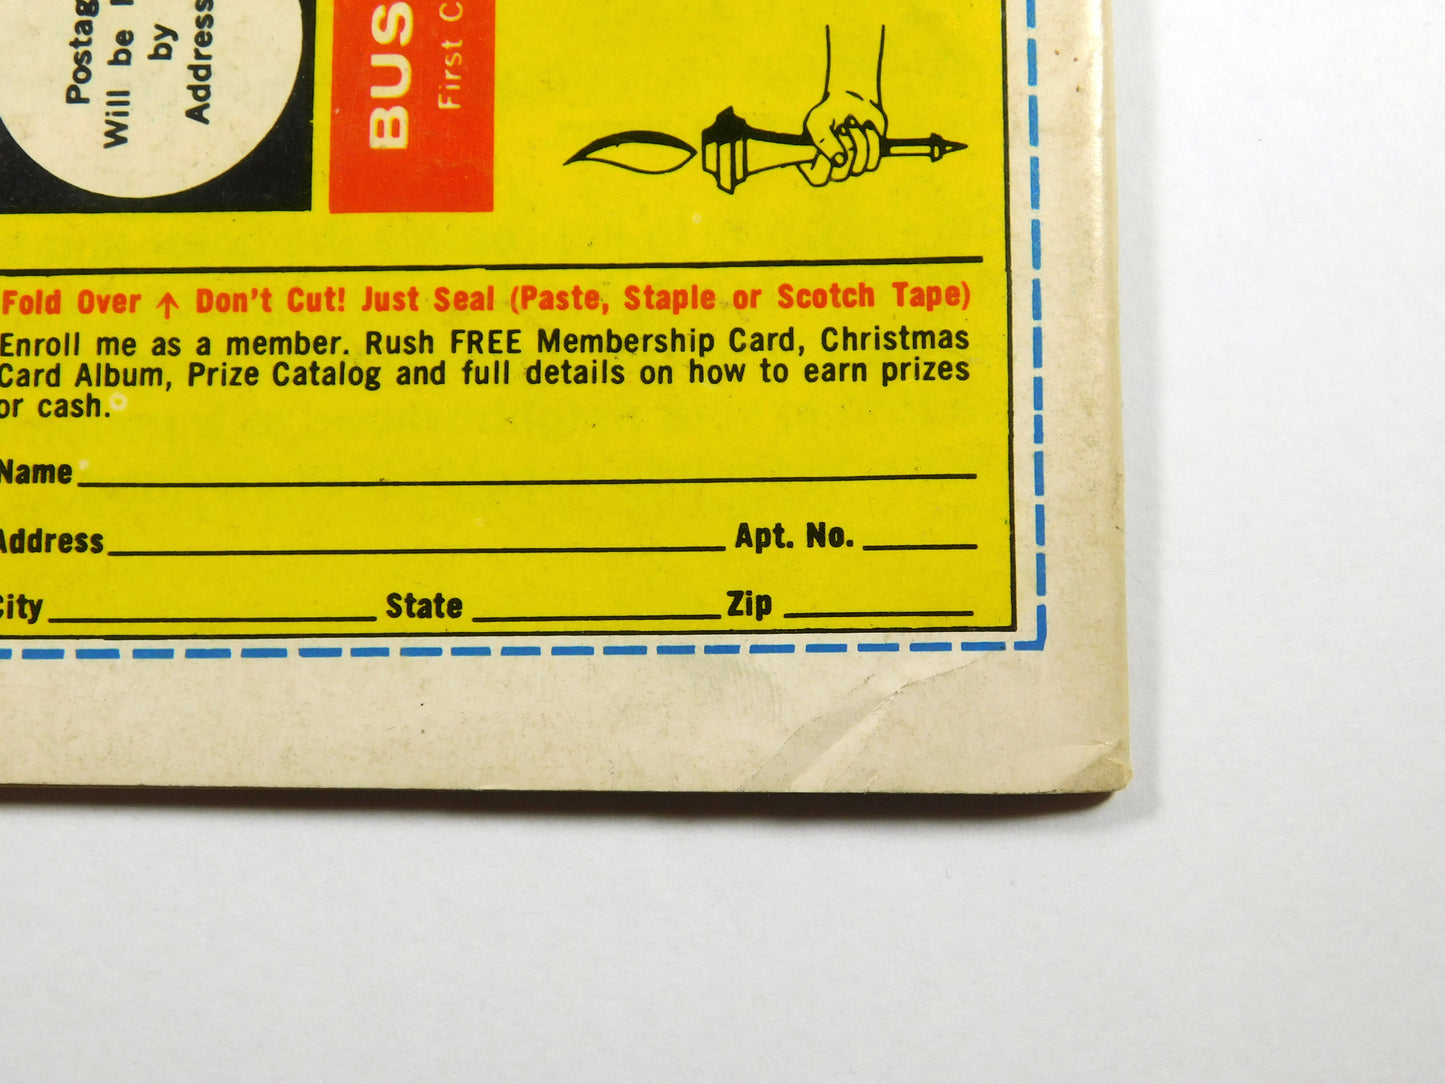 Postag
Will be
by
Address
BUS
First C
Fold Over ↑ Don't Cut! Just Seal (Paste, Staple or Scotch Tape)
Enroll me as a member. Rush FREE Membership Card, Christmas
Card Album, Prize Catalog and full details on how to earn prizes
or cash.
Name
Address Apt. No.
City State Zip